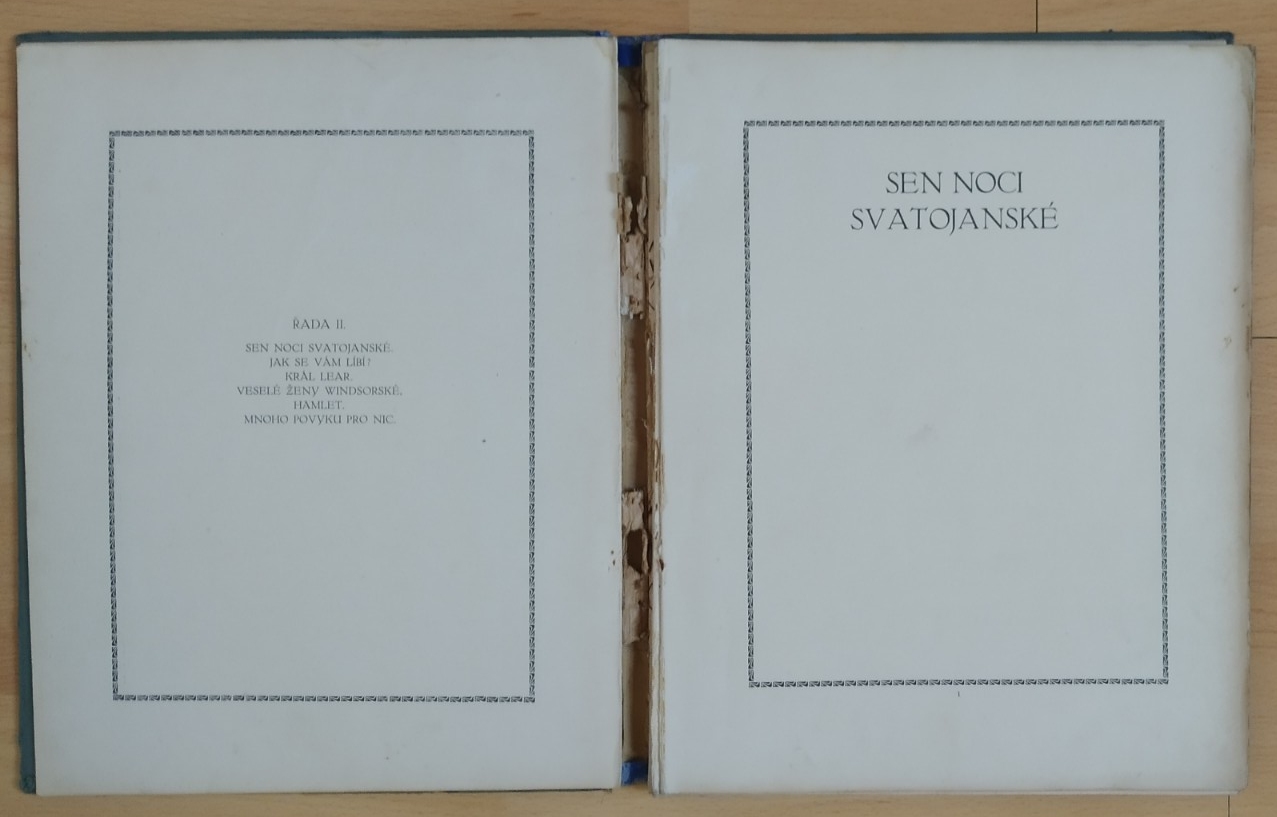 ŘADA II.
SEN NOCI SVATOJANSKÉ.
JAK SE VÁM LÍBÍ?
KRÁL LEAR.
VESELÉ ŽENY WINDSORSKÉ.
HAMLET.
MNOHO POVYKU PRO NIC.
SEN NOCI
SVATOJANSKÉ
1